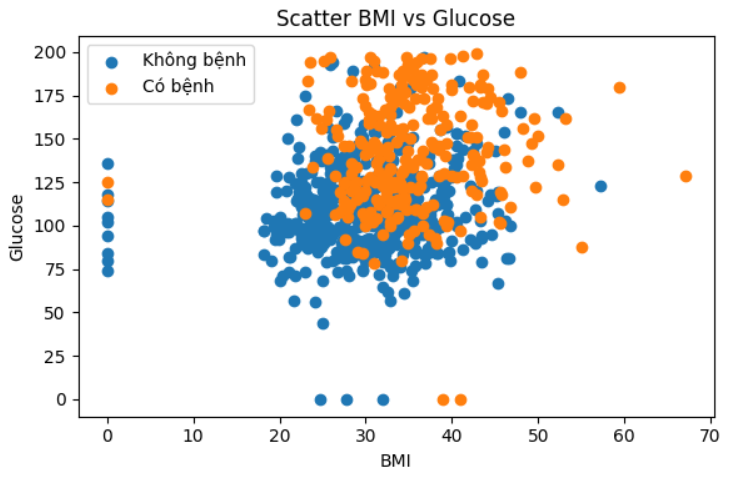 Scatter BMI vs Glucose
Không bệnh
Có bệnh
Glucose
200
175
150
125
100
75
50
25
0
0 10 20 30 40 50 60 70
BMI